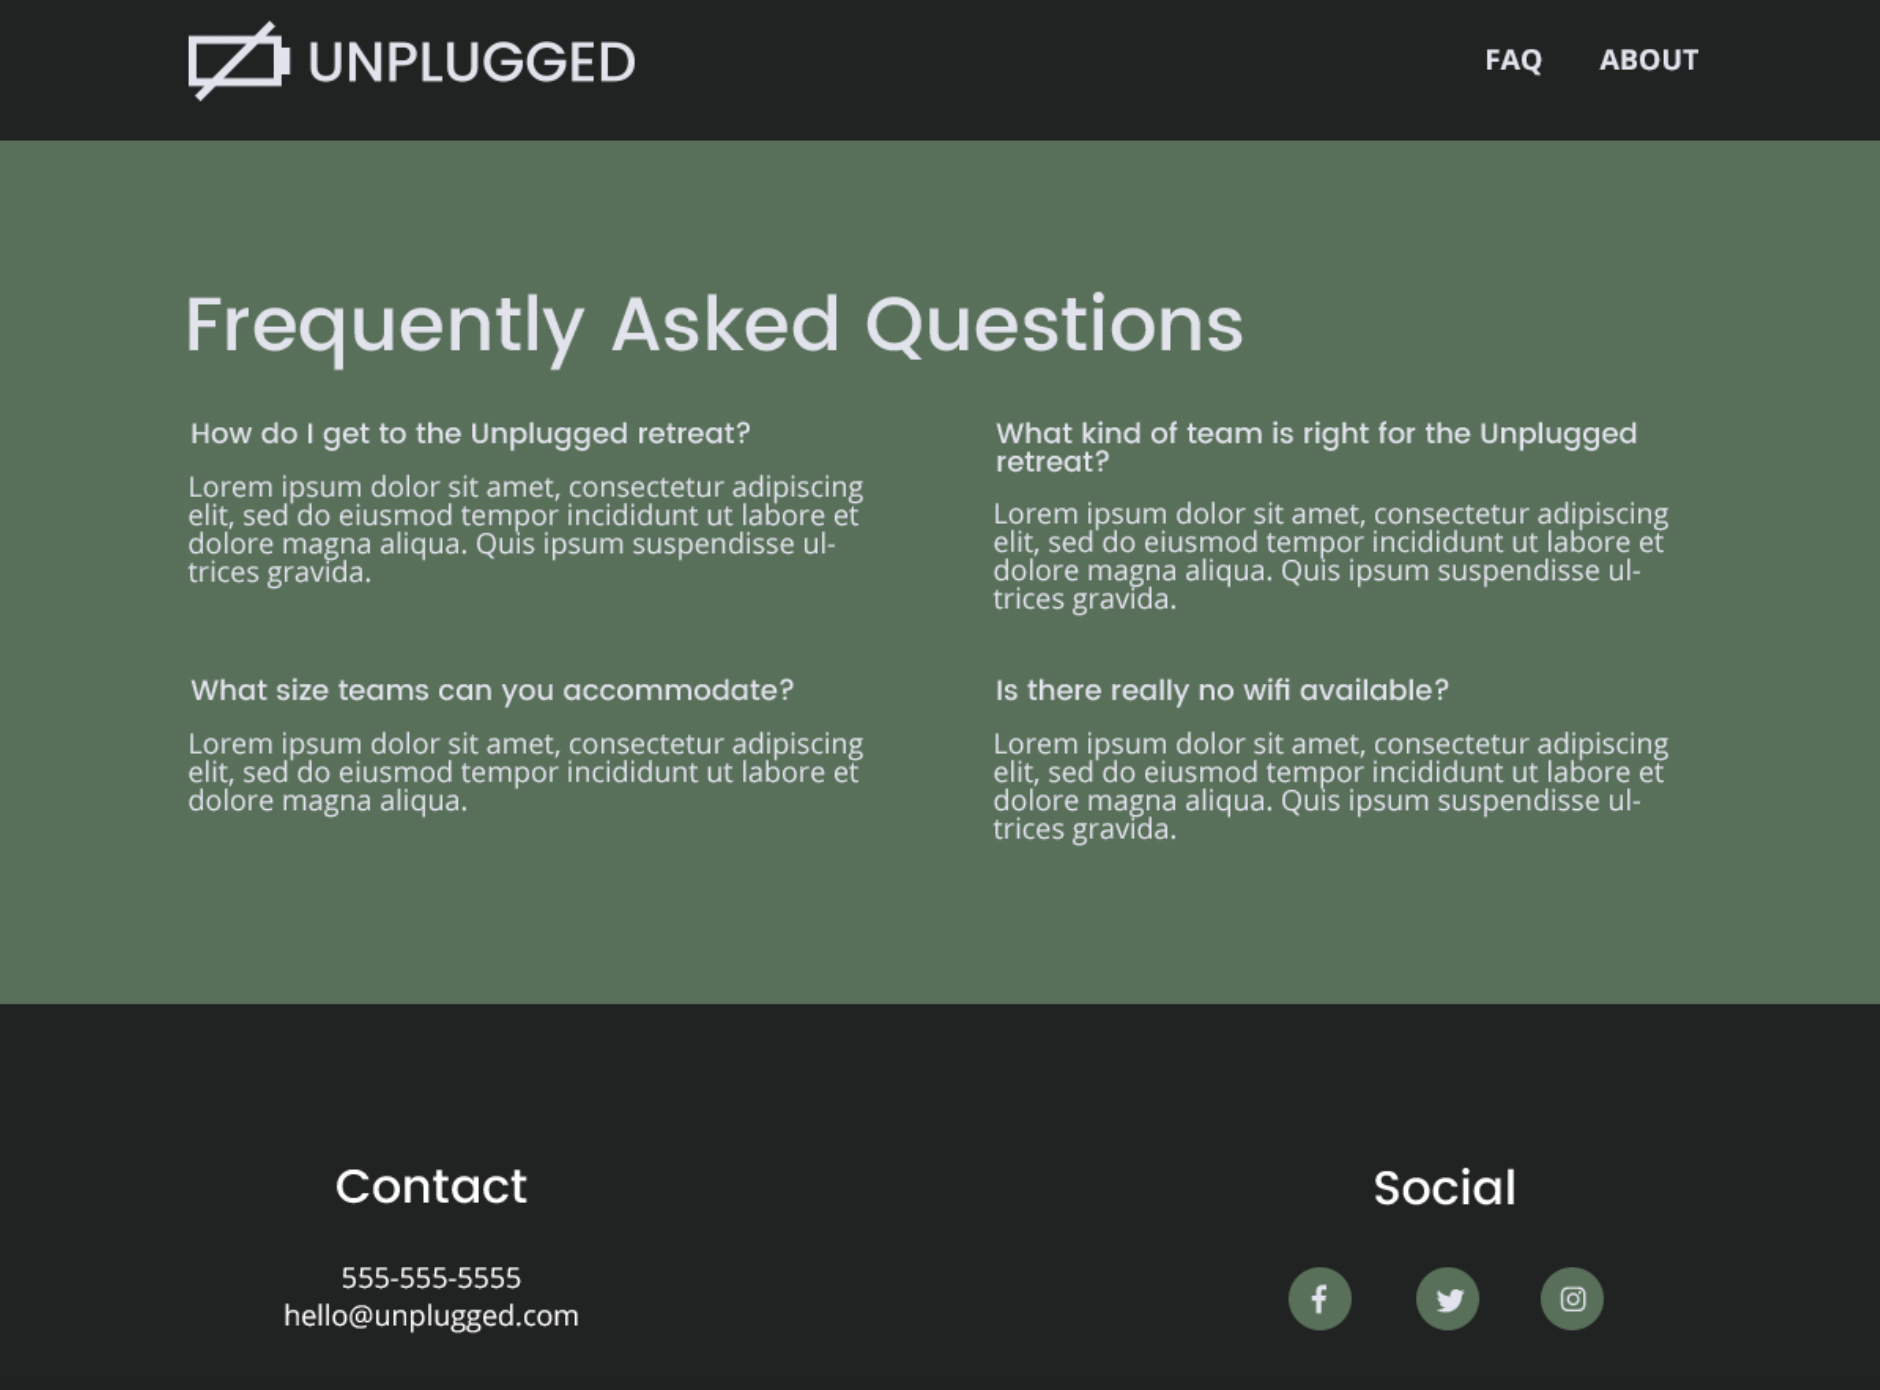 UNPLUGGED
FAQ
ABOUT
Frequently Asked Questions
How do I get to the Unplugged retreat?
Lorem ipsum dolor sit amet, consectetur adipiscing
elit, sed do eiusmod tempor incididunt ut labore et
dolore magna aliqua. Quis ipsum suspendisse ul-
trices gravida.
What kind of team is right for the Unplugged
retreat?
Lorem ipsum dolor sit amet, consectetur adipiscing
elit, sed do eiusmod tempor incididunt ut labore et
dolore magna aliqua. Quis ipsum suspendisse ul-
trices gravida.
What size teams can you accommodate?
Lorem ipsum dolor sit amet, consectetur adipiscing
elit, sed do eiusmod tempor incididunt ut labore et
dolore magna aliqua.
Is there really no wifi available?
Lorem ipsum dolor sit amet, consectetur adipiscing
elit, sed do eiusmod tempor incididunt ut labore et
dolore magna aliqua. Quis ipsum suspendisse ul-
trices gravida.
Contact
555-555-5555
hello@unplugged.com
Social